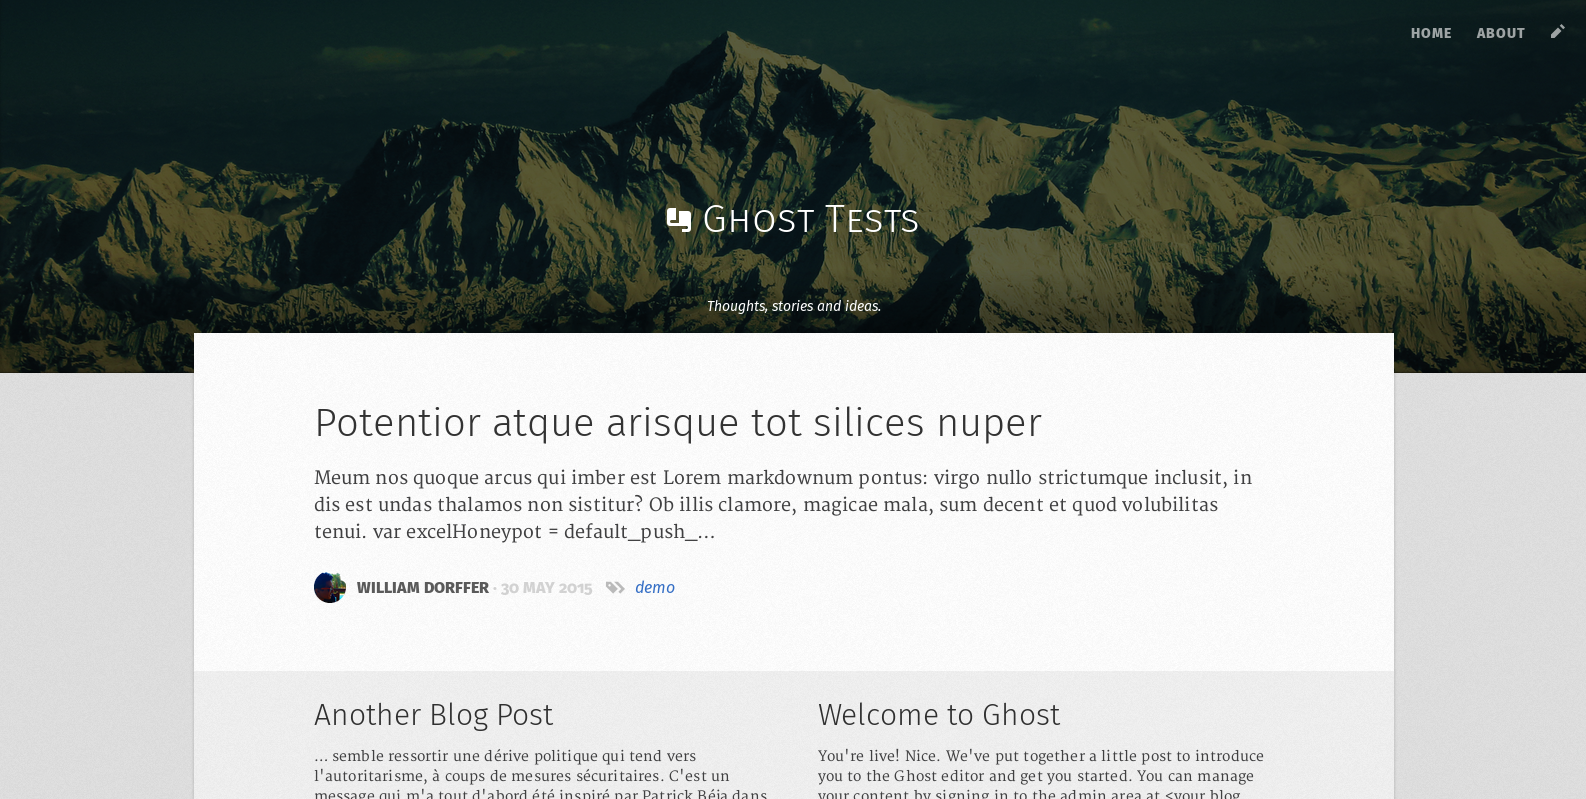 HOME ABOUT
Ghost Tests
Thoughts, stories and ideas.
Potentior atque arisque tot silices nuper
Meum nos quoque arcus qui imber est Lorem markdownum pontus: virgo nullo strictumque inclusit, in
dis est undas thalamos non sistitur? Ob illis clamore, magicae mala, sum decent et quod volubilitas
tenui. var excelHoneypot = default_push_...
WILLIAM DORFFER · 30 MAY 2015 demo
Another Blog Post
... semble ressortir une dérive politique qui tend vers
l'autoritarisme, à coups de mesures sécuritaires. C'est un
message qui m'a tout d'abord été inspiré par Patrick Béja dans
Welcome to Ghost
You're live! Nice. We've put together a little post to introduce
you to the Ghost editor and get you started. You can manage
your content by signing in to the admin area at <your blog